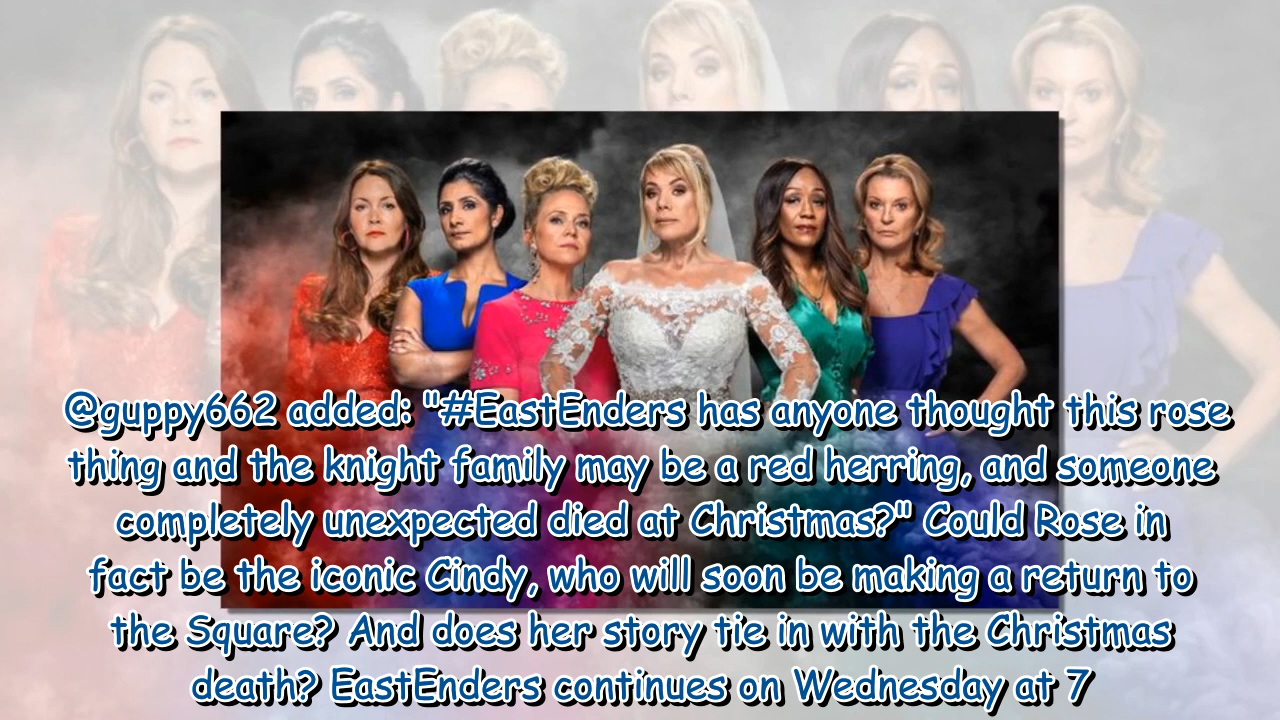 @guppy662 added: "#EastEnders has anyone thought this rose
thing and the knight family may be a red herring, and someone
completely unexpected died at Christmas?" Could Rose in
fact be the iconic Cindy, who will soon be making a return to
the Square? And does her story tie in with the Christmas
death? EastEnders continues on Wednesday at 7